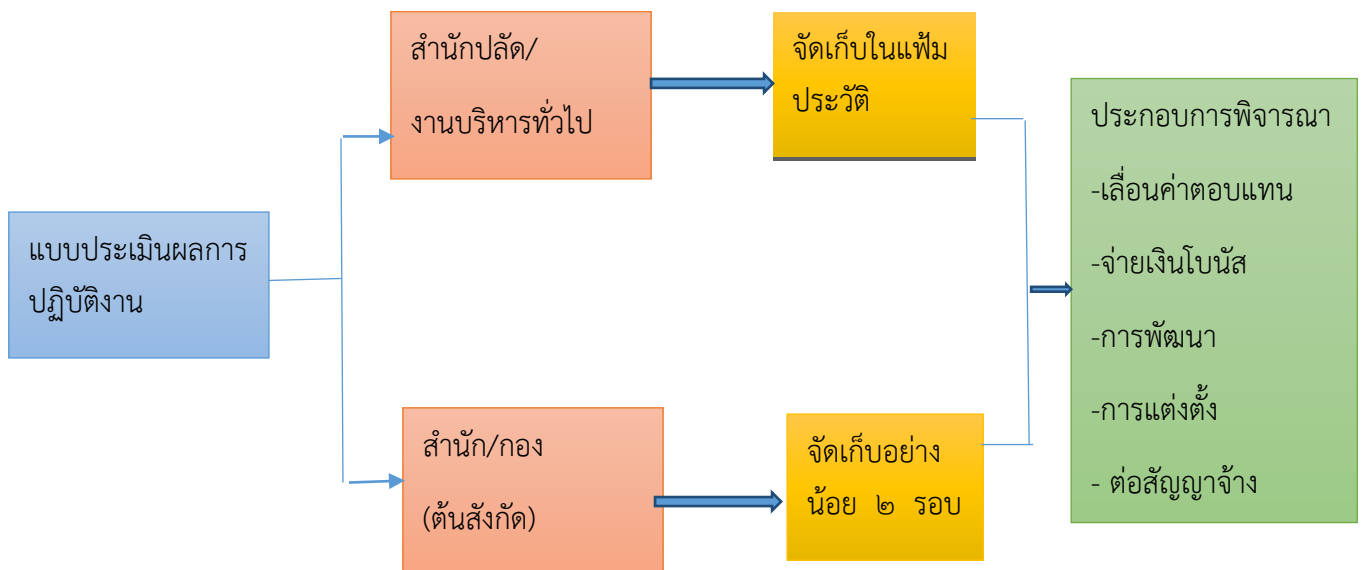 แบบประเมินผลการ
ปฏิบัติงาน
สำนักปลัด/
งานบริหารทั่วไป
จัดเก็บในแฟ้ม
ประวัติ
สำนัก/กอง
(ต้นสังกัด)
จัดเก็บอย่าง
น้อย ๒ รอบ
ประกอบการพิจารณา
-เลื่อนค่าตอบแทน
-จ่ายเงินโบนัส
-การพัฒนา
-การแต่งตั้ง
- ต่อสัญญาจ้าง